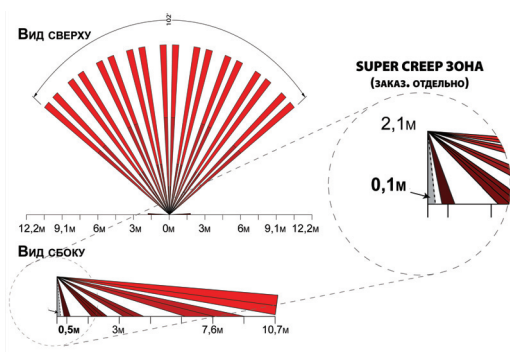 Вид сверху
102°
SUPER CREEP ЗОНА
(ЗАКАЗ. ОТДЕЛЬНО)
2,1м
0,1м
12,2м 9,1м 6м 3м 0м 3м 6м 9,1м 12,2м
Вид сбоку
0,5м 3м 7,6м 10,7м